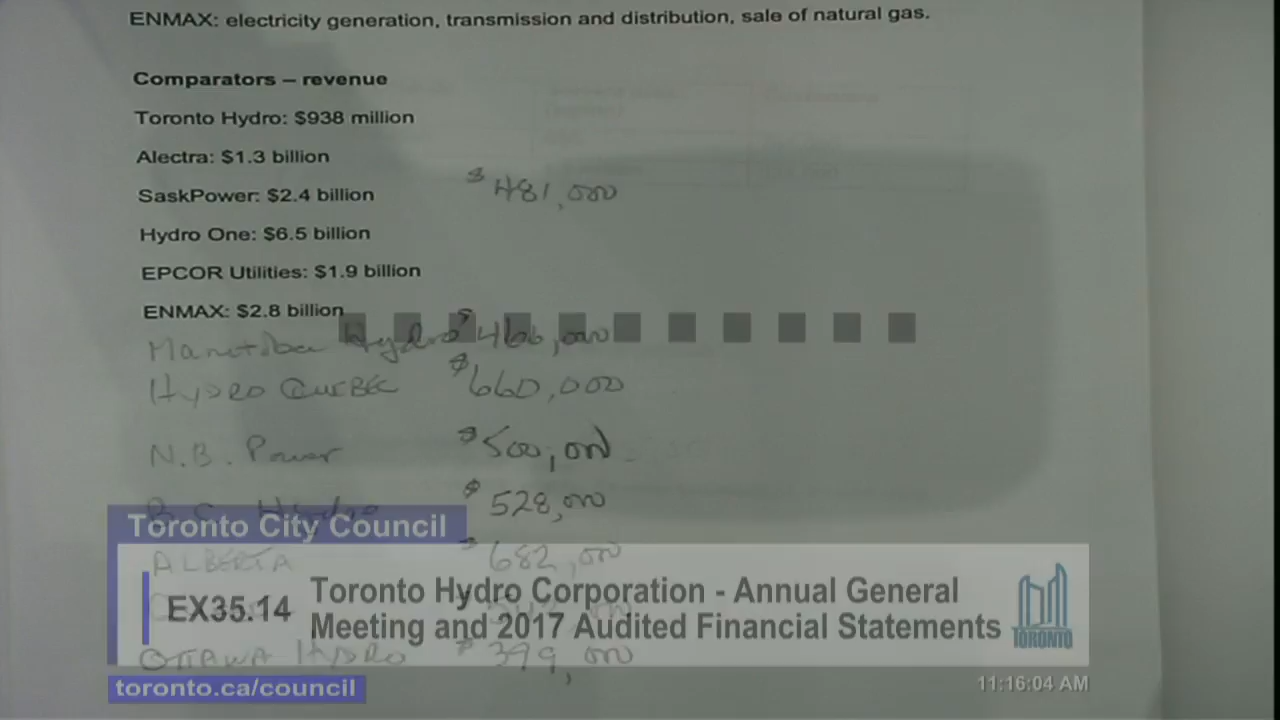 ENMAX: electricity generation, transmission and distribution, sale of natural gas.
Comparators – revenue
Toronto Hydro: $938 million
Alectra: $1.3 billion
SaskPower: $2.4 billion $481,000
Hydro One: $6.5 billion
EPCOR Utilities: $1.9 billion
ENMAX: $2.8 billion
Manitoba Hydro $466,000
HYDRO QUEBEC $660,000
N.B. Power $500,000
B.C. Hydro $528,000
Toronto City Council
ALBERTA $682,000
EX35.14
Toronto Hydro Corporation - Annual General
Meeting and 2017 Audited Financial Statements
TORONTO
OTTAWA HYDRO $399,000
toronto.ca/council
11:16:04 AM